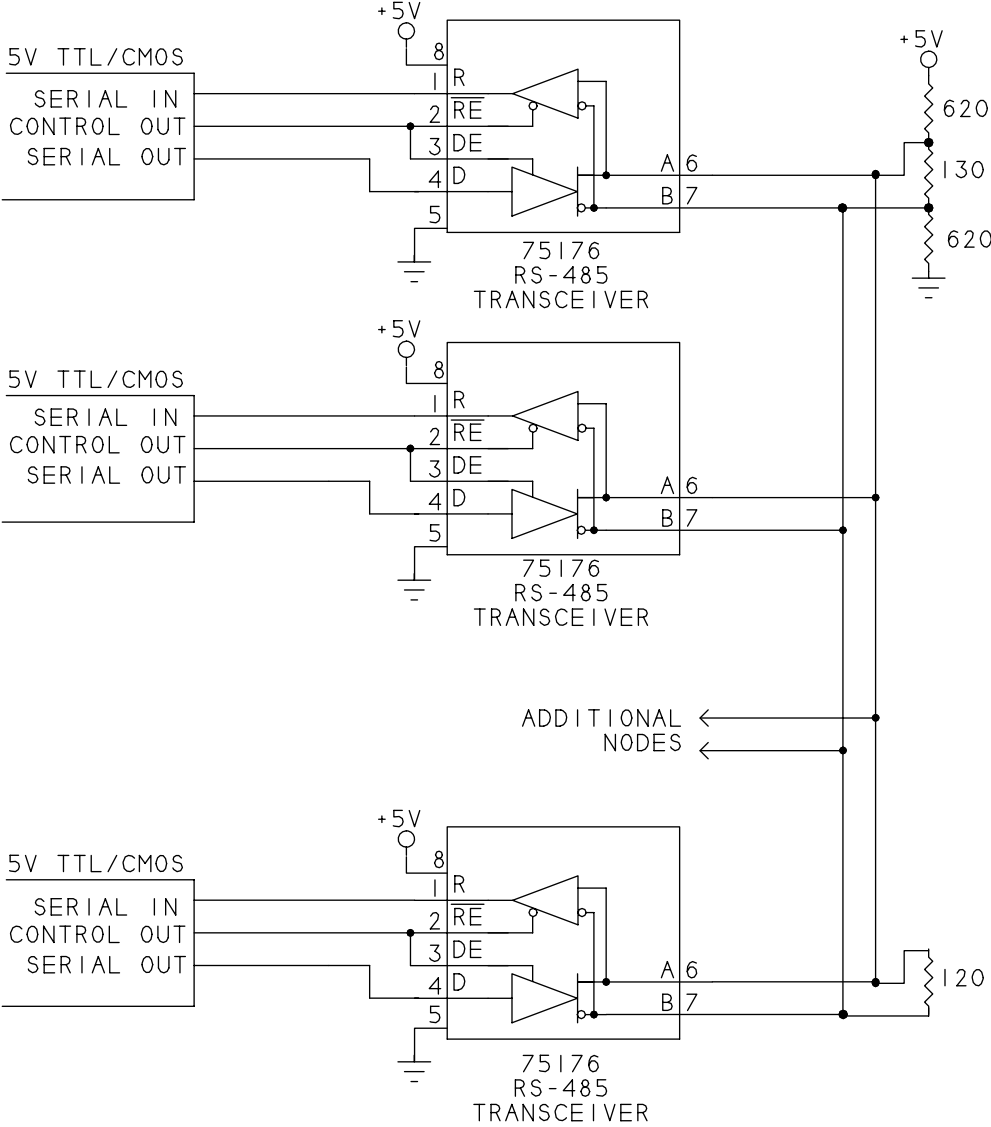 +5V
5V TTL/CMOS
SERIAL IN
CONTROL OUT
SERIAL OUT
8
1 R
2 RE
3 DE
4 D
5
A 6
B 7
75176
RS-485
TRANSCEIVER
+5V
620
130
620
+5V
5V TTL/CMOS
SERIAL IN
CONTROL OUT
SERIAL OUT
8
1 R
2 RE
3 DE
4 D
5
A 6
B 7
75176
RS-485
TRANSCEIVER
ADDITIONAL
NODES
+5V
5V TTL/CMOS
SERIAL IN
CONTROL OUT
SERIAL OUT
8
1 R
2 RE
3 DE
4 D
5
A 6
B 7
120
75176
RS-485
TRANSCEIVER